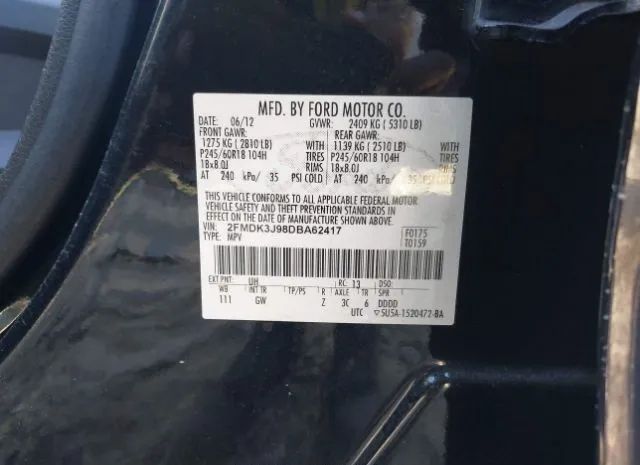 MFD. BY FORD MOTOR CO.
DATE: 06/12 GVWR: 2409 KG ( 5310 LB)
FRONT GAWR: REAR GAWR:
1275 KG ( 2810 LB) WITH 1139 KG ( 2510 LB) WITH
P245/60R18 104H TIRES P245/60R18 104H TIRES
18x8.0J RIMS 18x8.0J RIMS
AT 240 kPa/ 35 PSI COLD AT 240 kPa/ 35 PSI COLD
THIS VEHICLE CONFORMS TO ALL APPLICABLE FEDERAL MOTOR
VEHICLE SAFETY AND THEFT PREVENTION STANDARDS IN
EFFECT ON THE DATE OF MANUFACTURE SHOWN ABOVE.
VIN: 2FMDK3J98DBA62417 F0175
TYPE: MPV T0159
EXT PNT: UH RC: 13 DSO:
WB INT TR TP/PS R AXLE TR SPR
111 GW Z 3C 6 DDDD
UTC ▽5U5A-1520472-BA